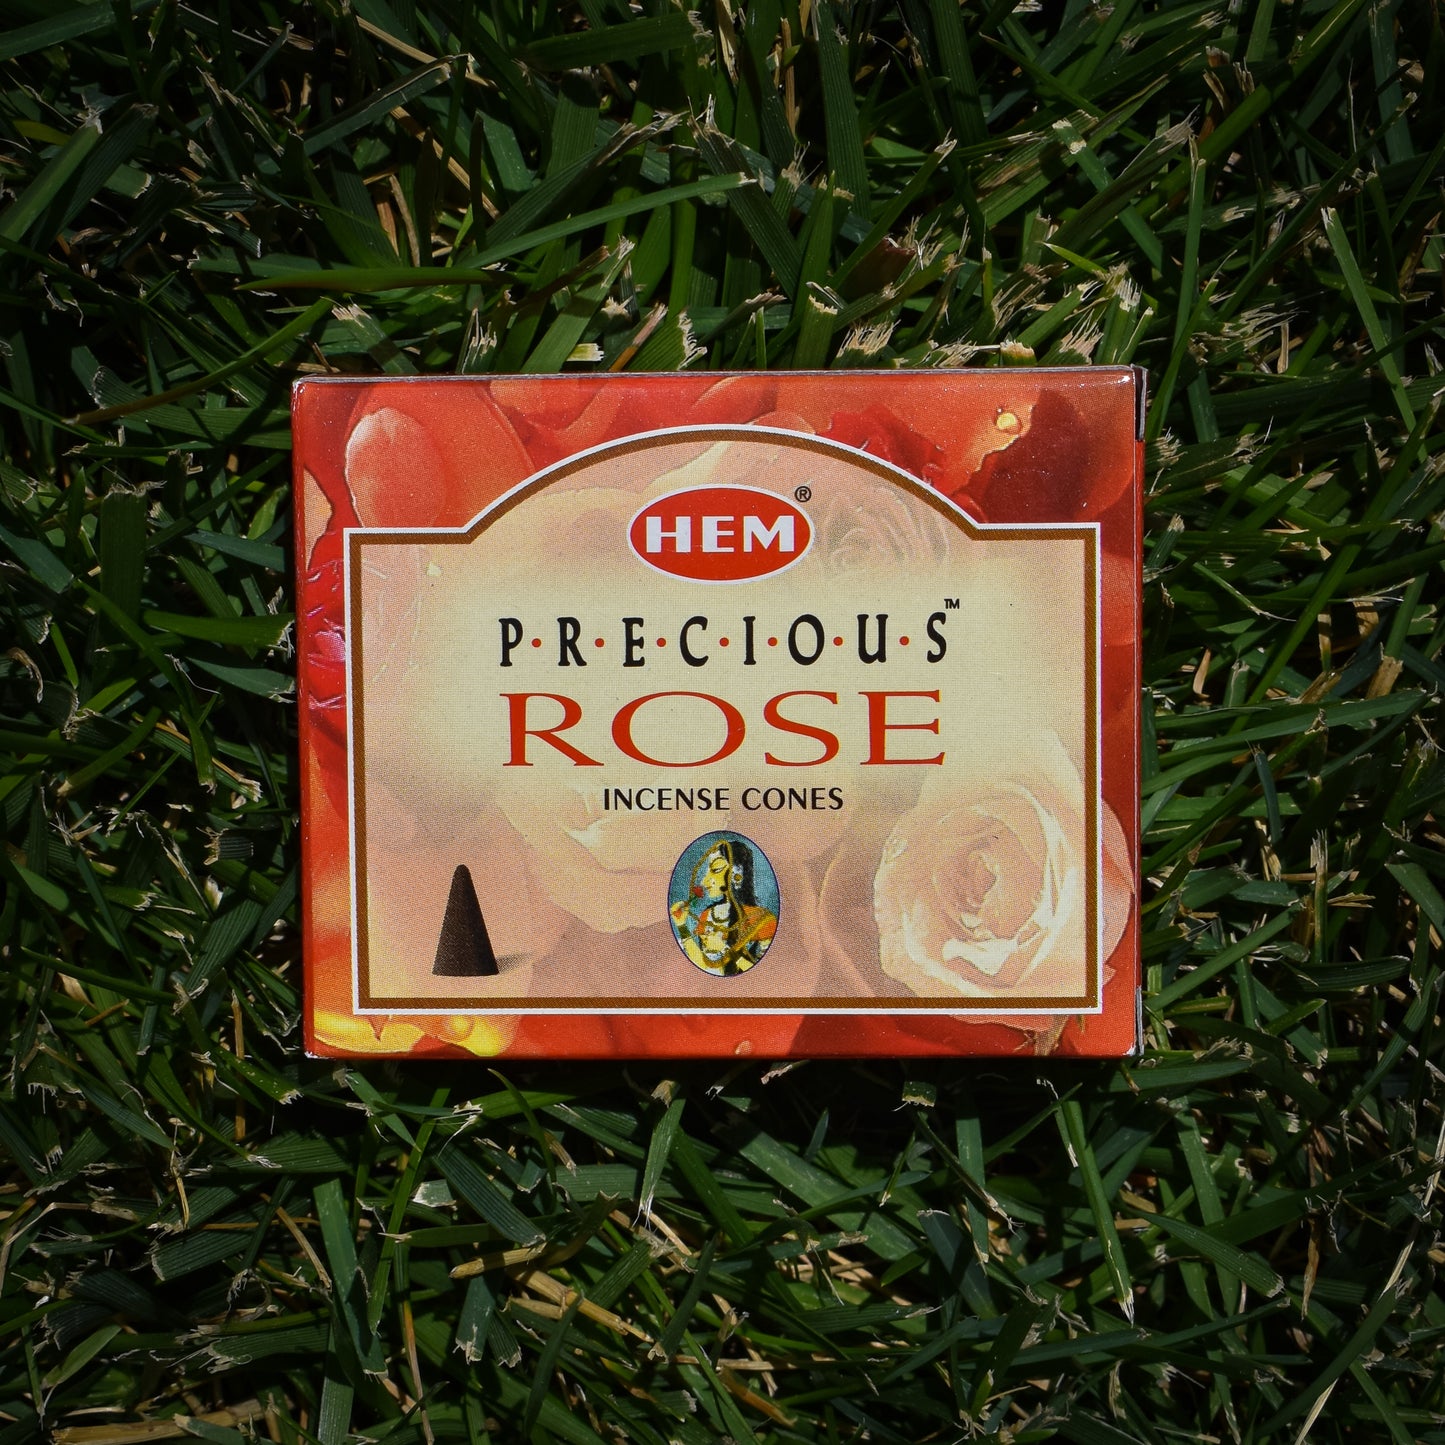 HEM®
P·R·E·C·I·O·U·S™
ROSE
INCENSE CONES